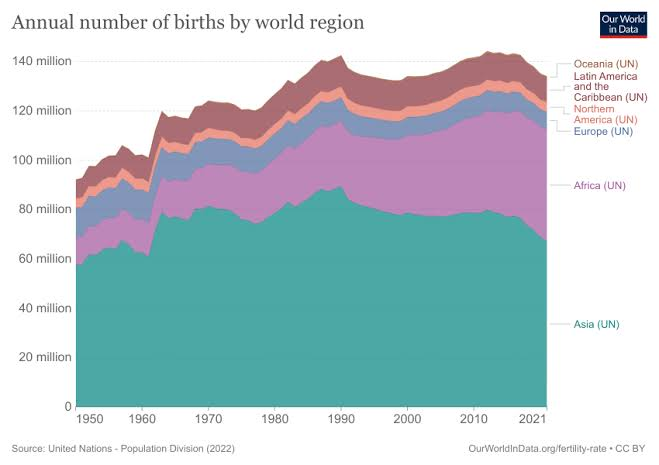 Annual number of births by world region
Our World
in Data
140 million
120 million
100 million
80 million
60 million
40 million
20 million
0
1950
1960
1970
1980
1990
2000
2010
2021
Oceania (UN)
Latin America
and the
Caribbean (UN)
Northern
America (UN)
Europe (UN)
Africa (UN)
Asia (UN)
Source: United Nations - Population Division (2022)
OurWorldInData.org/fertility-rate • CC BY